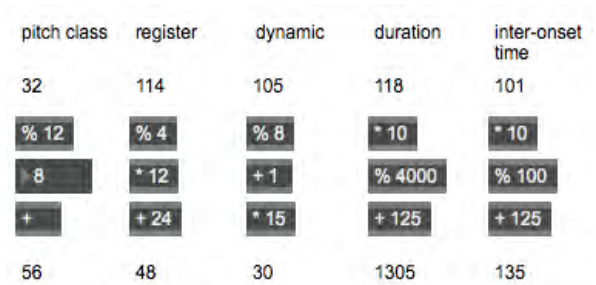 pitch class register dynamic duration inter-onset time
32 114 105 118 101
% 12 % 4 % 8 * 10 * 10
8 * 12 + 1 % 4000 % 100
+ + 24 * 15 + 125 + 125
56 48 30 1305 135